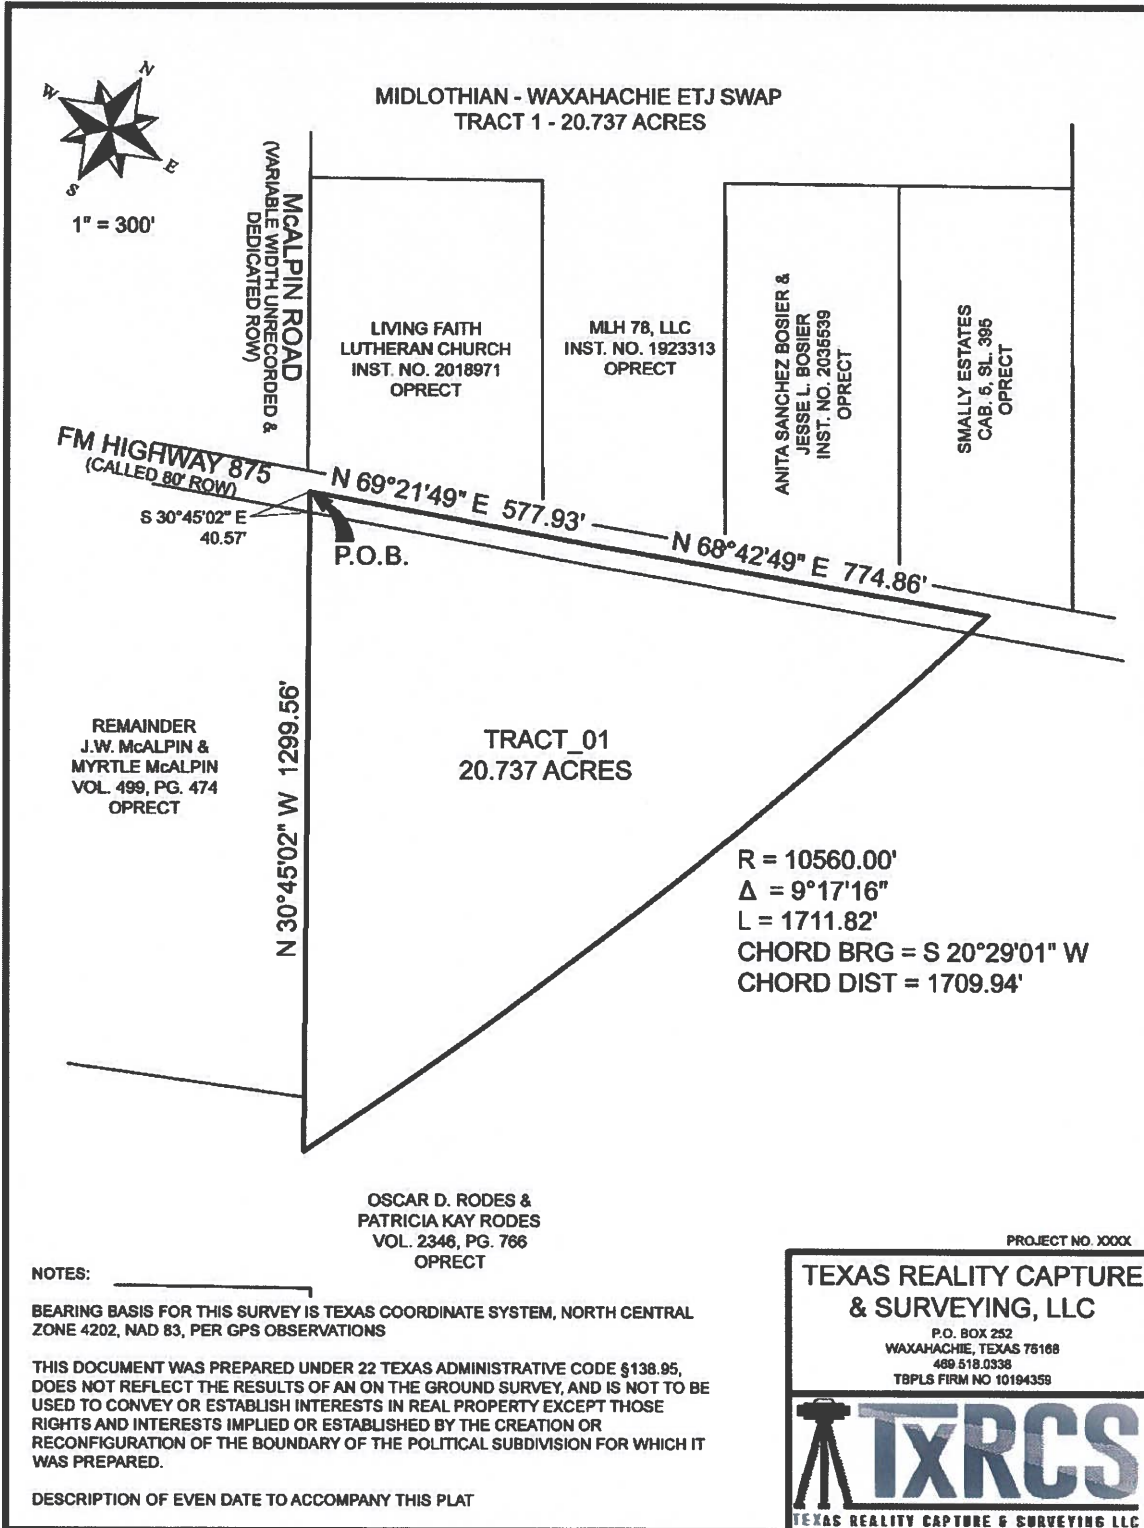 MIDLOTHIAN - WAXAHACHIE ETJ SWAP
TRACT 1 - 20.737 ACRES
N
W
E
S
1" = 300'
McALPIN ROAD
(VARIABLE WIDTH UNRECORDED &
DEDICATED ROW)
LIVING FAITH
LUTHERAN CHURCH
INST. NO. 2018971
OPRECT
MLH 78, LLC
INST. NO. 1923313
OPRECT
ANITA SANCHEZ BOSIER &
JESSE L. BOSIER
INST. NO. 2035539
OPRECT
SMALLY ESTATES
CAB. 5, SL. 395
OPRECT
FM HIGHWAY 875
(CALLED 80' ROW)
N 69°21'49" E 577.93'
N 68°42'49" E 774.86'
S 30°45'02" E
40.57'
P.O.B.
N 30°45'02" W 1299.56'
REMAINDER
J.W. McALPIN &
MYRTLE McALPIN
VOL. 499, PG. 474
OPRECT
TRACT_01
20.737 ACRES
R = 10560.00'
Δ = 9°17'16"
L = 1711.82'
CHORD BRG = S 20°29'01" W
CHORD DIST = 1709.94'
OSCAR D. RODES &
PATRICIA KAY RODES
VOL. 2346, PG. 766
OPRECT
NOTES:
BEARING BASIS FOR THIS SURVEY IS TEXAS COORDINATE SYSTEM, NORTH CENTRAL
ZONE 4202, NAD 83, PER GPS OBSERVATIONS
THIS DOCUMENT WAS PREPARED UNDER 22 TEXAS ADMINISTRATIVE CODE §138.95,
DOES NOT REFLECT THE RESULTS OF AN ON THE GROUND SURVEY, AND IS NOT TO BE
USED TO CONVEY OR ESTABLISH INTERESTS IN REAL PROPERTY EXCEPT THOSE
RIGHTS AND INTERESTS IMPLIED OR ESTABLISHED BY THE CREATION OR
RECONFIGURATION OF THE BOUNDARY OF THE POLITICAL SUBDIVISION FOR WHICH IT
WAS PREPARED.
DESCRIPTION OF EVEN DATE TO ACCOMPANY THIS PLAT
PROJECT NO. XXXX
TEXAS REALITY CAPTURE
& SURVEYING, LLC
P.O. BOX 252
WAXAHACHIE, TEXAS 75168
469.518.0338
TBPLS FIRM NO 10194359
TxRCS
TEXAS REALITY CAPTURE & SURVEYING LLC